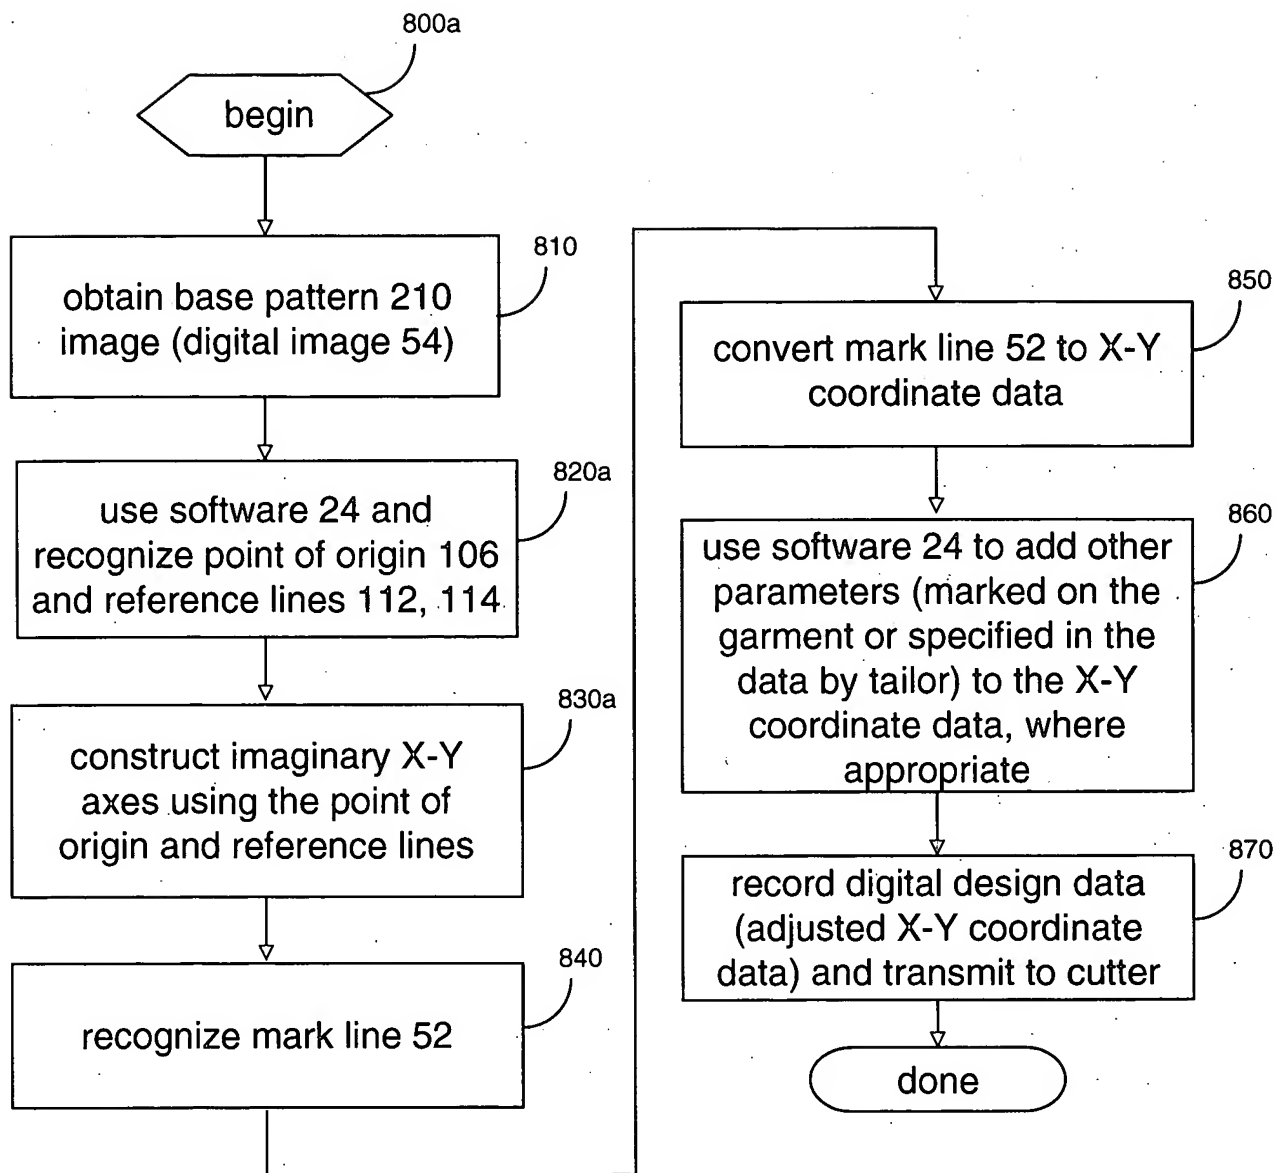 800a
begin
810
obtain base pattern 210
image (digital image 54)
820a
use software 24 and
recognize point of origin 106
and reference lines 112, 114
830a
construct imaginary X-Y
axes using the point of
origin and reference lines
840
recognize mark line 52
850
convert mark line 52 to X-Y
coordinate data
860
use software 24 to add other
parameters (marked on the
garment or specified in the
data by tailor) to the X-Y
coordinate data, where
appropriate
870
record digital design data
(adjusted X-Y coordinate
data) and transmit to cutter
done